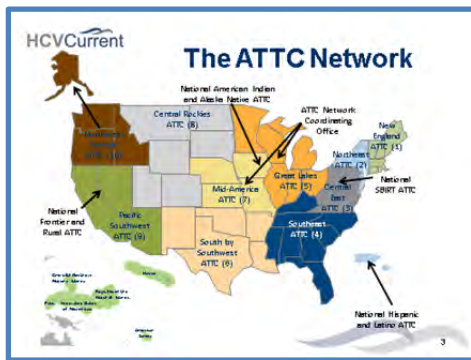 HCVCurrent
The ATTC Network
National American Indian
and Alaska Native ATTC
ATTC Network
Coordinating
Office
Central Rockies
ATTC (8)
New
England
ATTC (1)
Northeast
ATTC (2)
National
SBIRT ATTC
Great Lakes
ATTC (5)
Central
East
ATTC (3)
Mid-America
ATTC (7)
National
Frontier and
Rural ATTC
Pacific
Southwest
ATTC (9)
Southeast
ATTC (4)
South by
Southwest
ATTC (6)
National Hispanic
and Latino ATTC
3